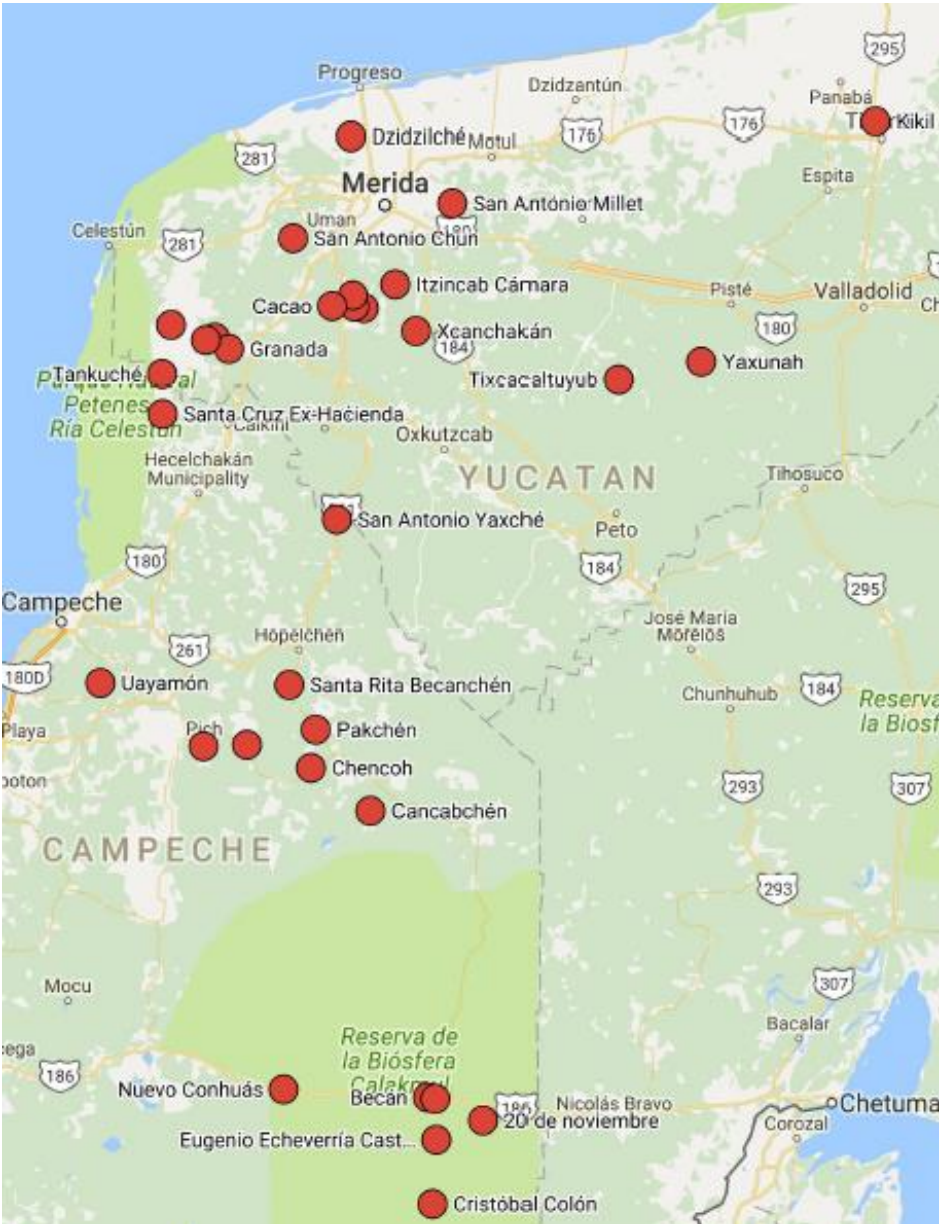 295
Progreso
Dzidzantún
Panabá
Dzidzilché
Motul
176
176
Kikil
281
Merida
Espita
San Antonio Millet
Celestún
281
Uman
San Antonio Chun
180
Itzincab Cámara
Cacao
Pisté
Valladolid
Xcanchakán
180
184
Granada
Yaxunah
Tankuché
Tixcacaltuyub
Parque Natural
Petenes
Ría Celestún
Santa Cruz Ex-Hacienda
Calkiní
Oxkutzcab
Hecelchakán
Municipality
YUCATAN
Tihosuco
San Antonio Yaxché
Peto
180
184
295
Campeche
José María
Morelos
Hopelchén
261
180D
Uayamón
Santa Rita Becanchén
184
Chunhuhub
Reserva
la Biosf
Playa
Pich
Pakchén
Chencoh
293
307
poton
Cancabchén
CAMPECHE
293
Mocu
307
Bacalar
Reserva de
la Biósfera
Calakmul
cega
186
Nuevo Conhuás
Becán
186
Nicolás Bravo
Chetuma
20 de noviembre
Corozal
Eugenio Echeverría Cast...
Cristóbal Colón